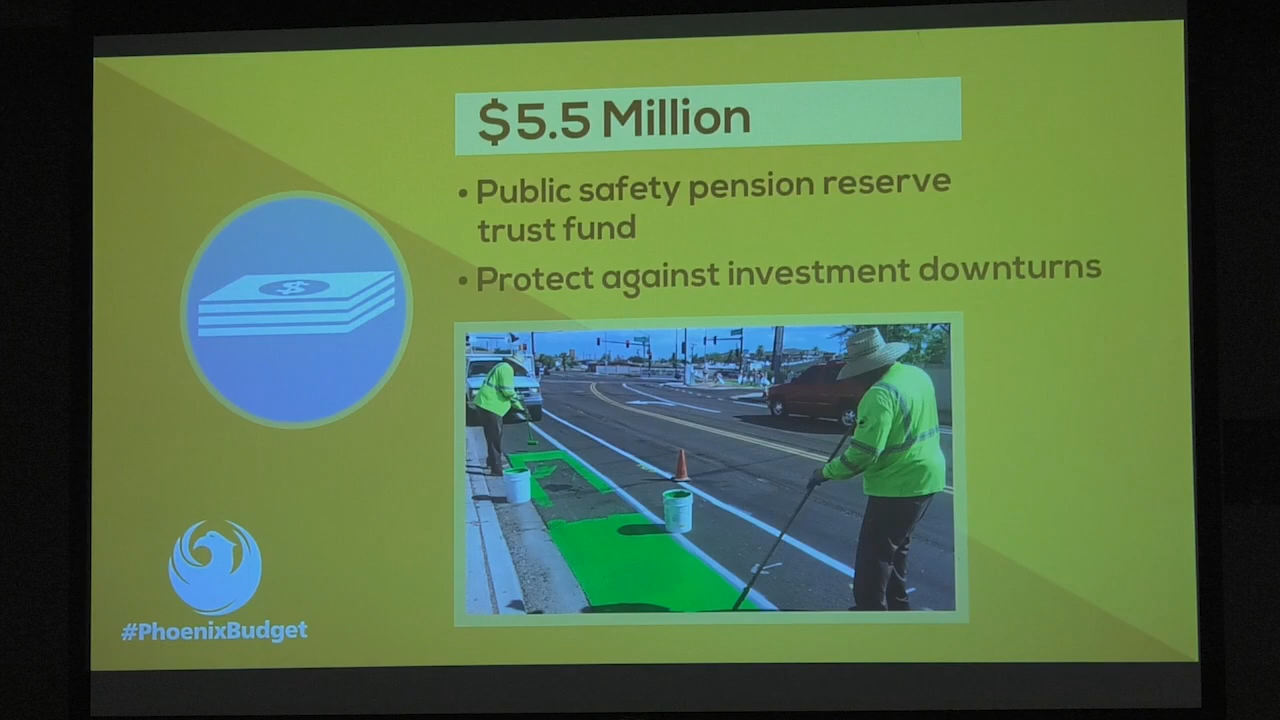 $5.5 Million
• Public safety pension reserve
trust fund
• Protect against investment downturns
$
#PhoenixBudget